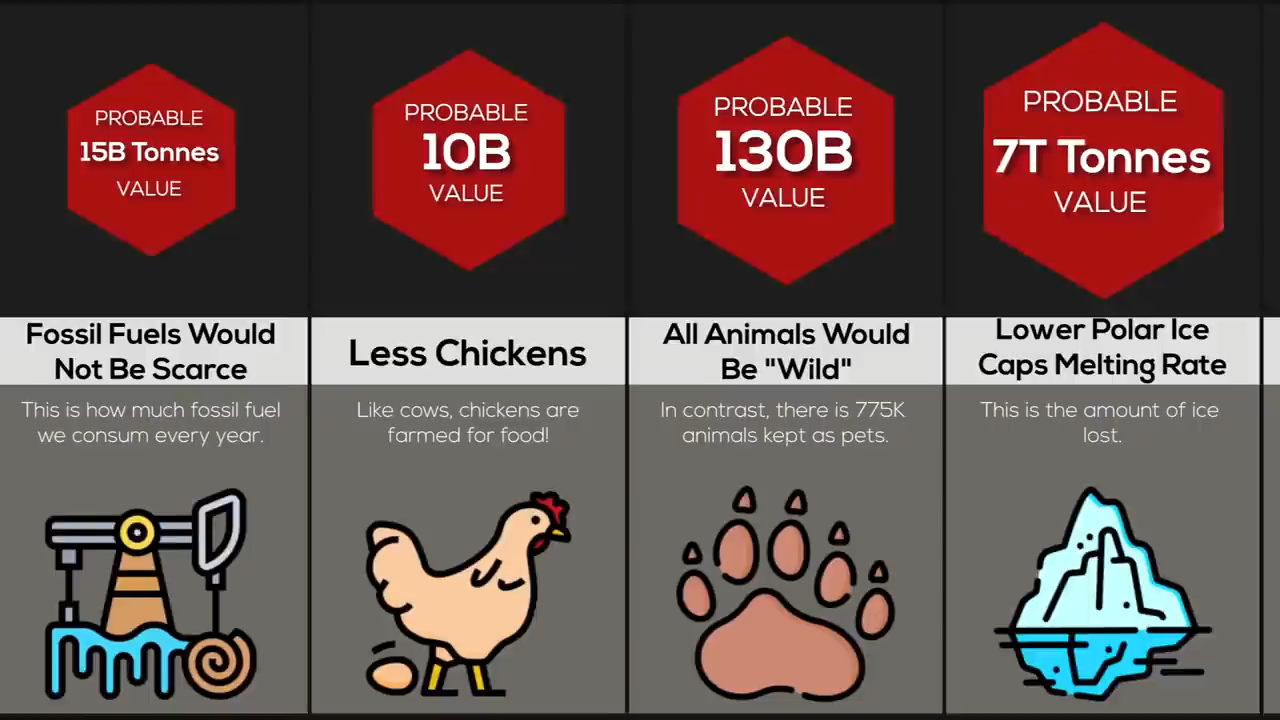 PROBABLE
15B Tonnes
VALUE
Fossil Fuels Would
Not Be Scarce
This is how much fossil fuel
we consum every year.
PROBABLE
10B
VALUE
Less Chickens
Like cows, chickens are
farmed for food!
PROBABLE
130B
VALUE
All Animals Would
Be "Wild"
In contrast, there is 775K
animals kept as pets.
PROBABLE
7T Tonnes
VALUE
Lower Polar Ice
Caps Melting Rate
This is the amount of ice
lost.